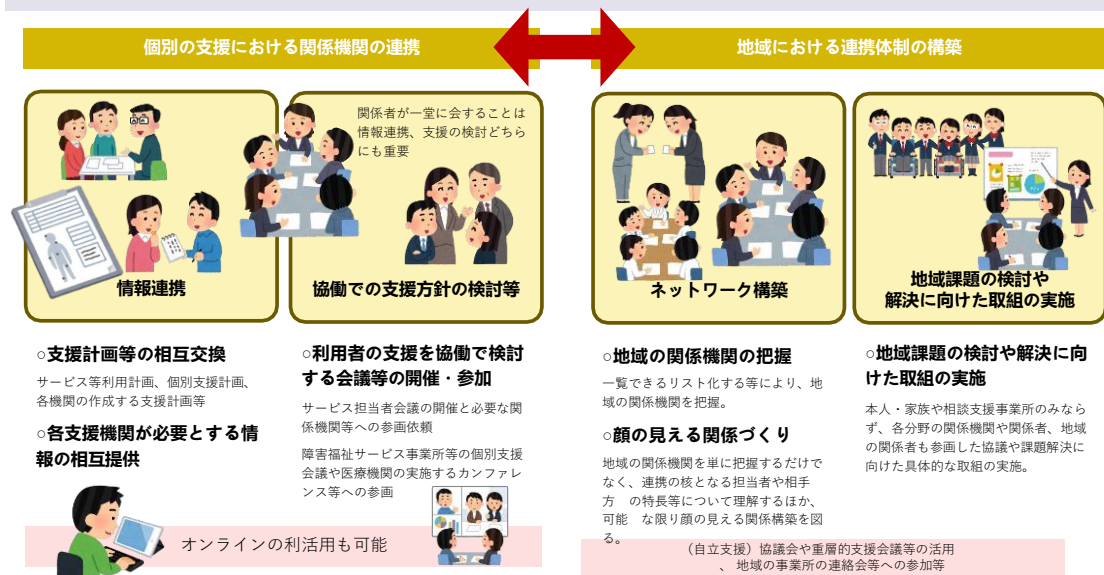 個別の支援における関係機関の連携
地域における連携体制の構築
関係者が一堂に会することは
情報連携、支援の検討どちら
にも重要
情報連携
協働での支援方針の検討等
ネットワーク構築
地域課題の検討や
解決に向けた取組の実施
○支援計画等の相互交換
サービス等利用計画、個別支援計画、
各機関の作成する支援計画等
○各支援機関が必要とする情
報の相互提供
○利用者の支援を協働で検討
する会議等の開催・参加
サービス担当者会議の開催と必要な関
係機関等への参画依頼
障害福祉サービス事業所等の個別支援
会議や医療機関の実施するカンファレ
ンス等への参画
オンラインの利活用も可能
○地域の関係機関の把握
一覧できるリスト化する等により、地
域の関係機関を把握。
○顔の見える関係づくり
地域の関係機関を単に把握するだけで
なく、連携の核となる担当者や相手
方　の特長等について理解するほか、
可能　な限り顔の見える関係構築を図
る。
○地域課題の検討や解決に向
けた取組の実施
本人・家族や相談支援事業所のみなら
ず、各分野の関係機関や関係者、地域
の関係者も参画した協議や課題解決に
向けた具体的な取組の実施。
（自立支援）協議会や重層的支援会議等の活用
、 地域の事業所の連絡会等への参加等